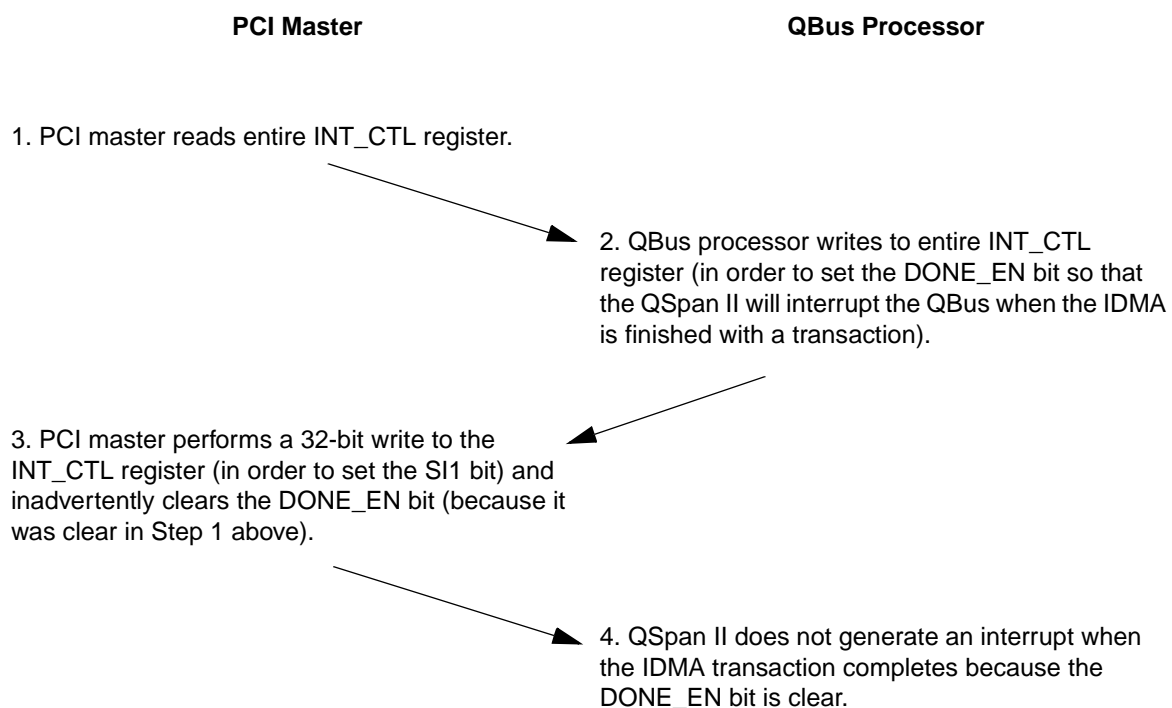 PCI Master
QBus Processor
1. PCI master reads entire INT_CTL register.
2. QBus processor writes to entire INT_CTL
register (in order to set the DONE_EN bit so that
the QSpan II will interrupt the QBus when the IDMA
is finished with a transaction).
3. PCI master performs a 32-bit write to the
INT_CTL register (in order to set the SI1 bit) and
inadvertently clears the DONE_EN bit (because it
was clear in Step 1 above).
4. QSpan II does not generate an interrupt when
the IDMA transaction completes because the
DONE_EN bit is clear.